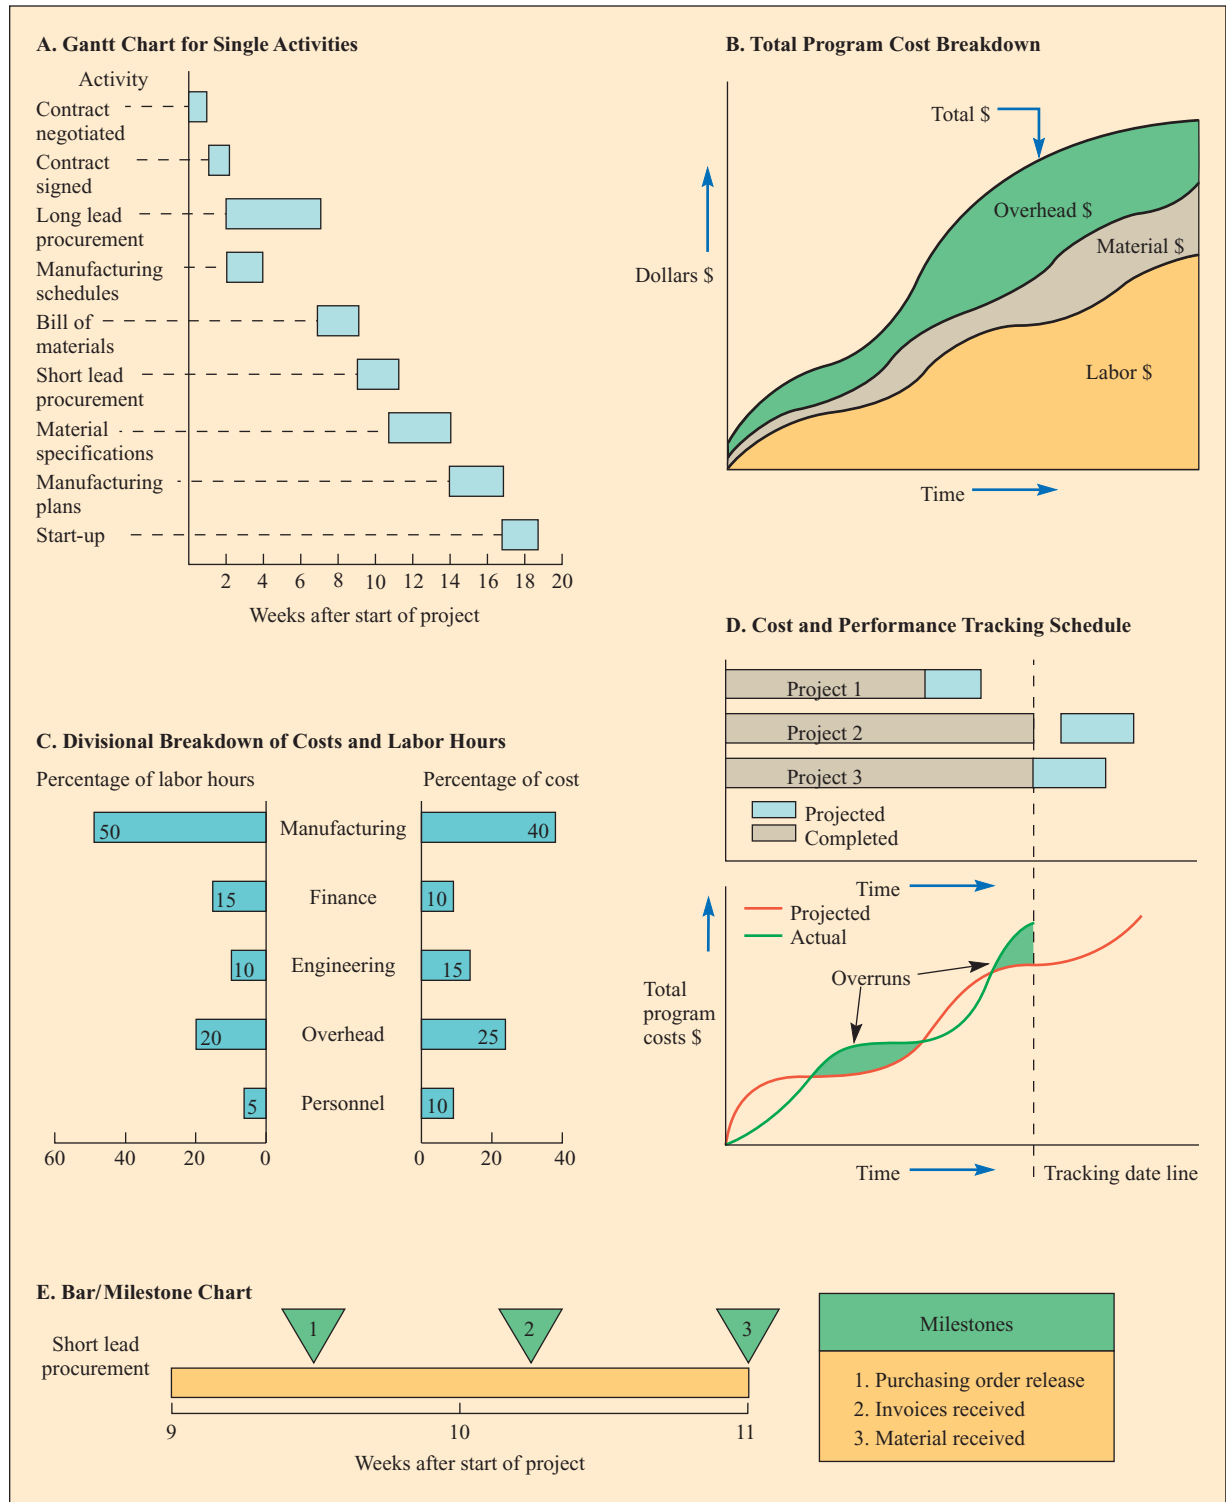 A. Gantt Chart for Single Activities
Activity
Contract
negotiated
Contract
signed
Long lead
procurement
Manufacturing
schedules
Bill of
materials
Short lead
procurement
Material
specifications
Manufacturing
plans
Start-up
2 4 6 8 10 12 14 16 18 20
Weeks after start of project
B. Total Program Cost Breakdown
Total $
Overhead $
Material $
Dollars $
Labor $
Time
C. Divisional Breakdown of Costs and Labor Hours
Percentage of labor hours
Percentage of cost
50 Manufacturing 40
15 Finance 10
10 Engineering 15
20 Overhead 25
5 Personnel 10
60 40 20 0
0 20 40
D. Cost and Performance Tracking Schedule
Project 1
Project 2
Project 3
Projected
Completed
Time
Projected
Actual
Overruns
Total
program
costs $
Time
Tracking date line
E. Bar/Milestone Chart
1 2 3
Short lead
procurement
9 10 11
Weeks after start of project
Milestones
1. Purchasing order release
2. Invoices received
3. Material received